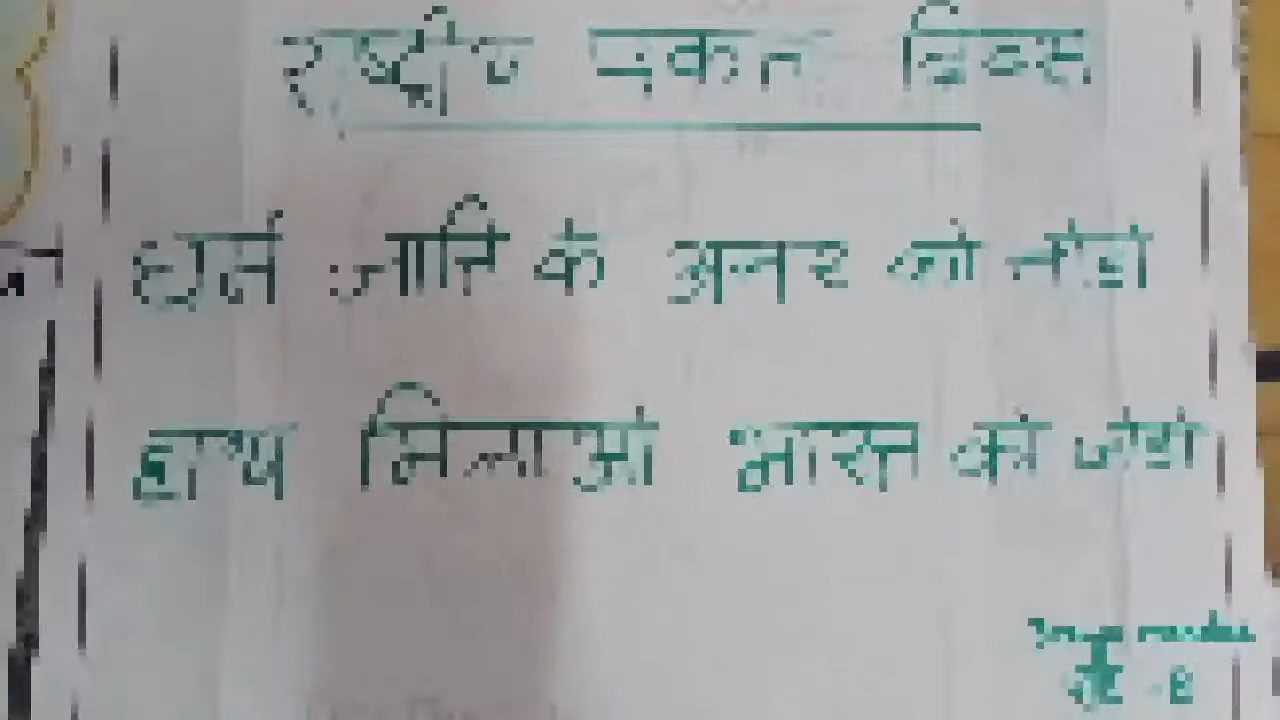 राष्ट्रीय एकता दिवस
धर्म जाति के अन्तर को तोडो
हाथ मिलाओ भारत को जोडो